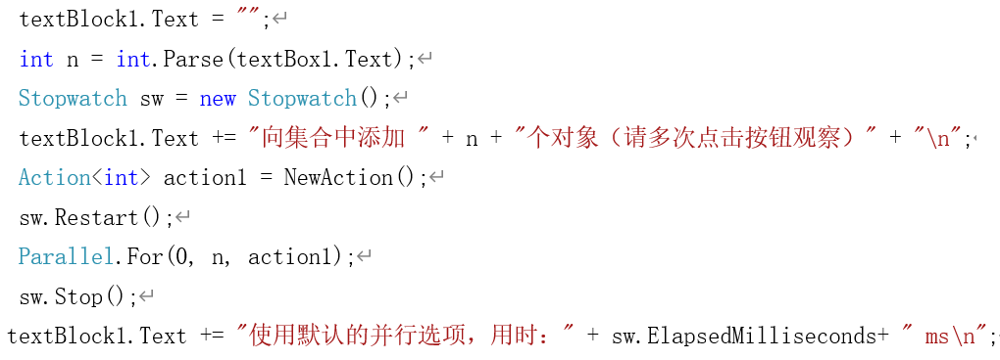 textBlock1.Text = "";↵
int n = int.Parse(textBox1.Text);↵
Stopwatch sw = new Stopwatch();↵
textBlock1.Text += "向集合中添加 " + n + "个对象（请多次点击按钮观察）" + "\n";↵
Action<int> action1 = NewAction();↵
sw.Restart();↵
Parallel.For(0, n, action1);↵
sw.Stop();↵
textBlock1.Text += "使用默认的并行选项，用时：" + sw.ElapsedMilliseconds+ " ms\n";↵